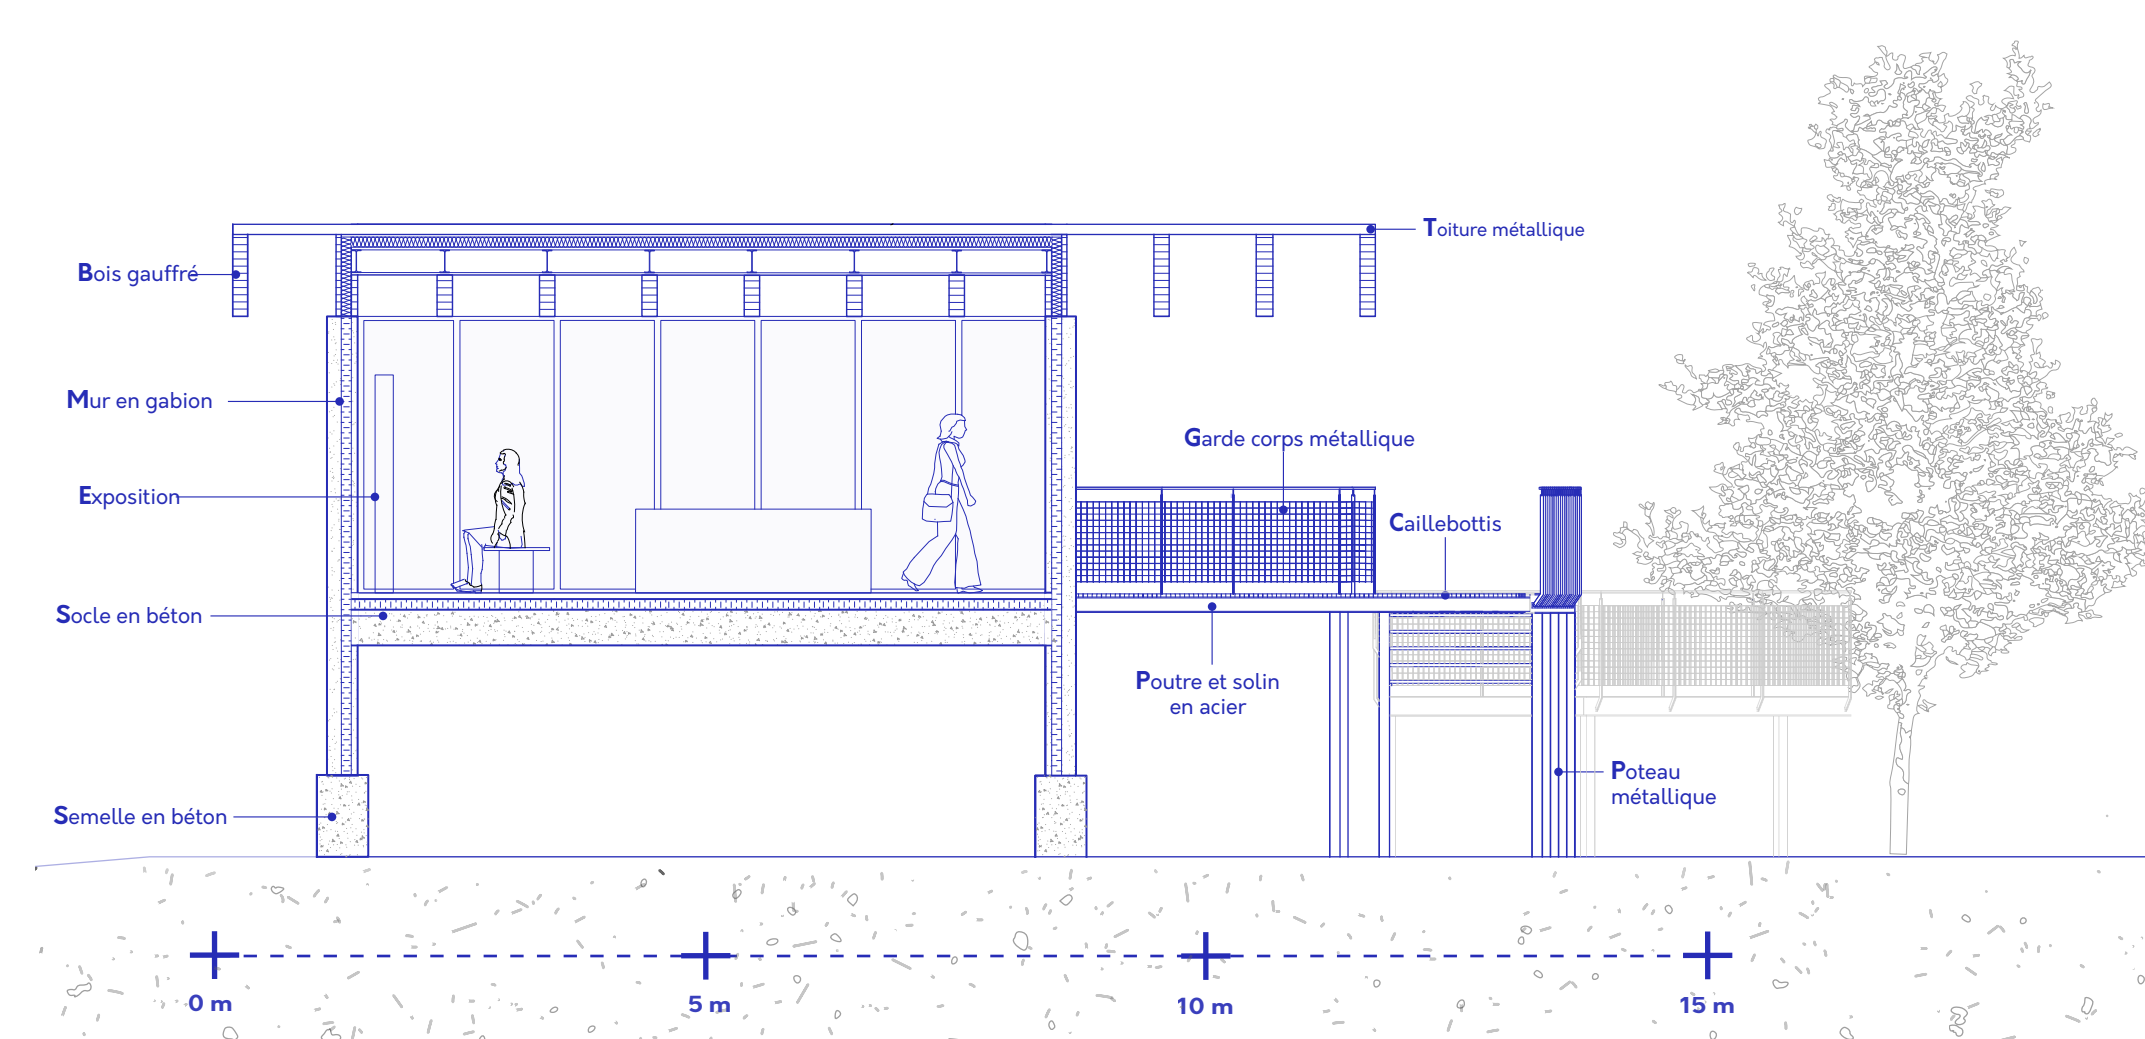 Toiture métallique
Bois gauffré
Mur en gabion
Garde corps métallique
Exposition
Caillebottis
Socle en béton
Poutre et solin
en acier
Poteau
métallique
Semelle en béton
0 m
5 m
10 m
15 m